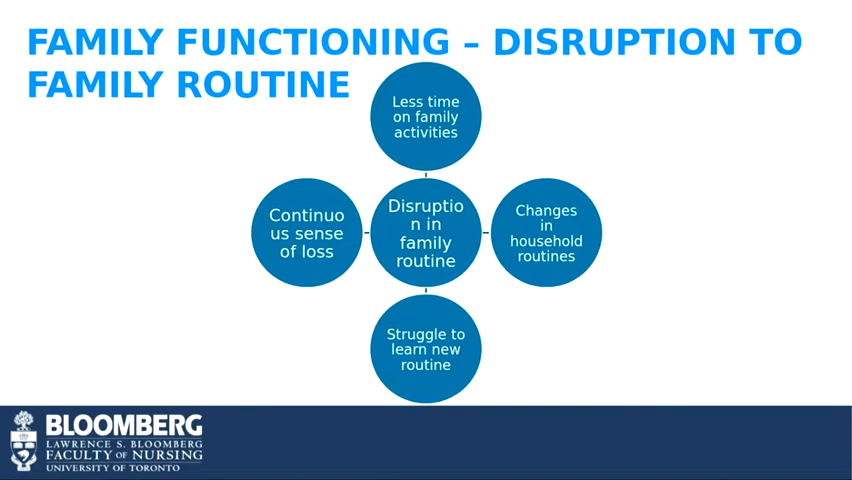 FAMILY FUNCTIONING – DISRUPTION TO
FAMILY ROUTINE
Less time
on family
activities
Continuo
us sense
of loss
Disruptio
n in
family
routine
Changes
in
household
routines
Struggle to
learn new
routine
BLOOMBERG
LAWRENCE S. BLOOMBERG
FACULTY OF NURSING
UNIVERSITY OF TORONTO